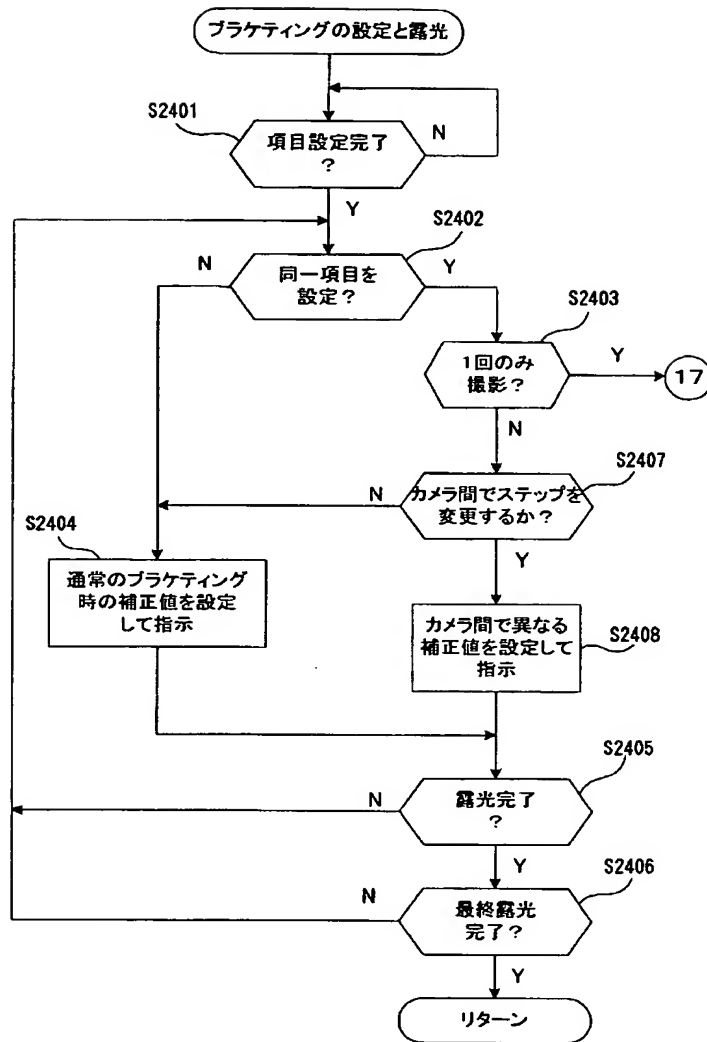 ブラケティングの設定と露光
S2401
項目設定完了
?
N
Y
S2402
N
同一項目を
設定?
Y
S2403
1回のみ
撮影?
Y
17
N
S2407
N
カメラ間でステップを
変更するか?
S2404
Y
通常のブラケティング
時の補正値を設定
して指示
カメラ間で異なる
補正値を設定して
指示
S2408
S2405
N
露光完了
?
Y
S2406
N
最終露光
完了?
Y
リターン